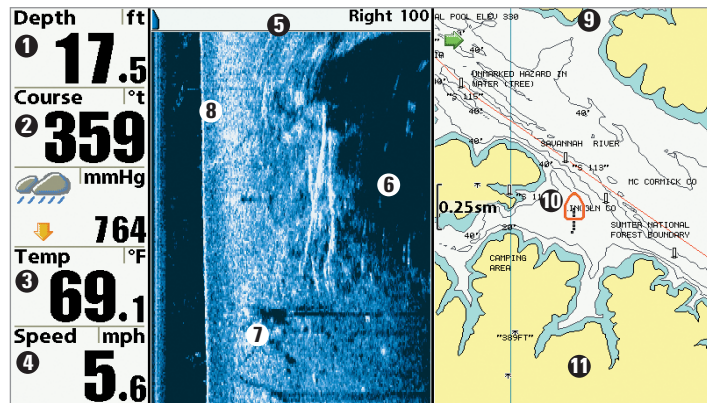 Depth ft
1
17.5
Course °t
2
359
mmHg
764
Temp °F
3
69.1
Speed mph
4
5.6
5
Right 100
8
6
7
AL POOL ELEV 330
9
40'
UNMARKED HAZARD IN
WATER (TREE)
"S 115"
40'
40'
40'
SAVANNAH RIVER
40'
"S 113"
MC CORMICK CO
"S 11
10
LINCOLN CO
0.25sm
SUMTER NATIONAL
FOREST BOUNDARY
20'
40'
CAMPING
AREA
"389FT"
11